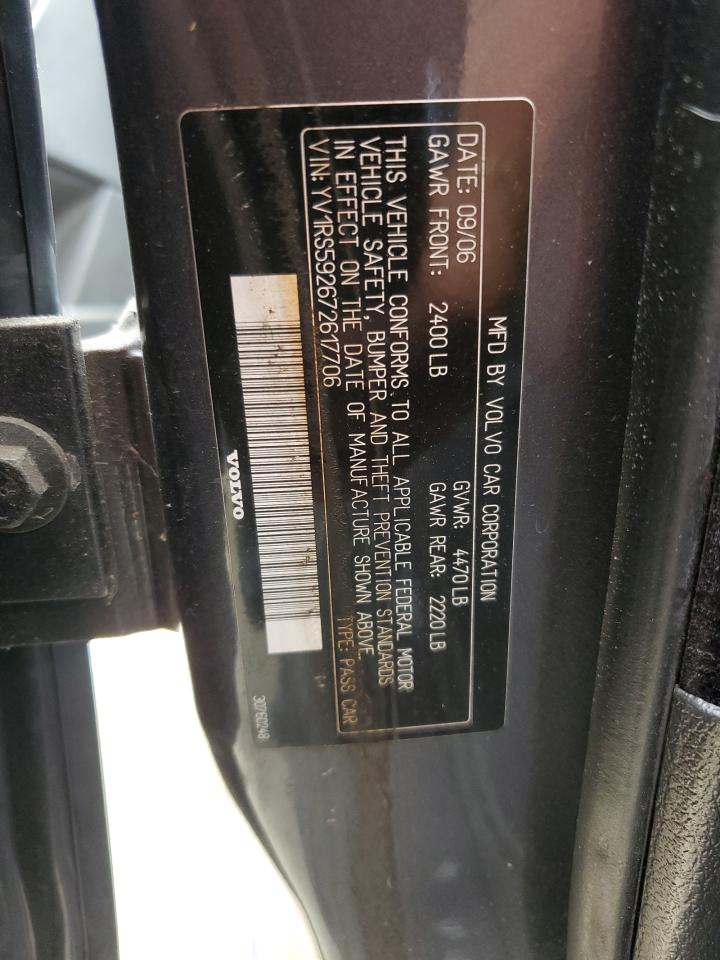 MFD BY VOLVO CAR CORPORATION
DATE: 09/06 GVWR: 4470 LB
GAWR FRONT: 2400 LB GAWR REAR: 2220 LB
THIS VEHICLE CONFORMS TO ALL APPLICABLE FEDERAL MOTOR
VEHICLE SAFETY, BUMPER AND THEFT PREVENTION STANDARDS
IN EFFECT ON THE DATE OF MANUFACTURE SHOWN ABOVE.
VIN: YV1RS592672617706 TYPE: PASS CAR
VOLVO
30760248